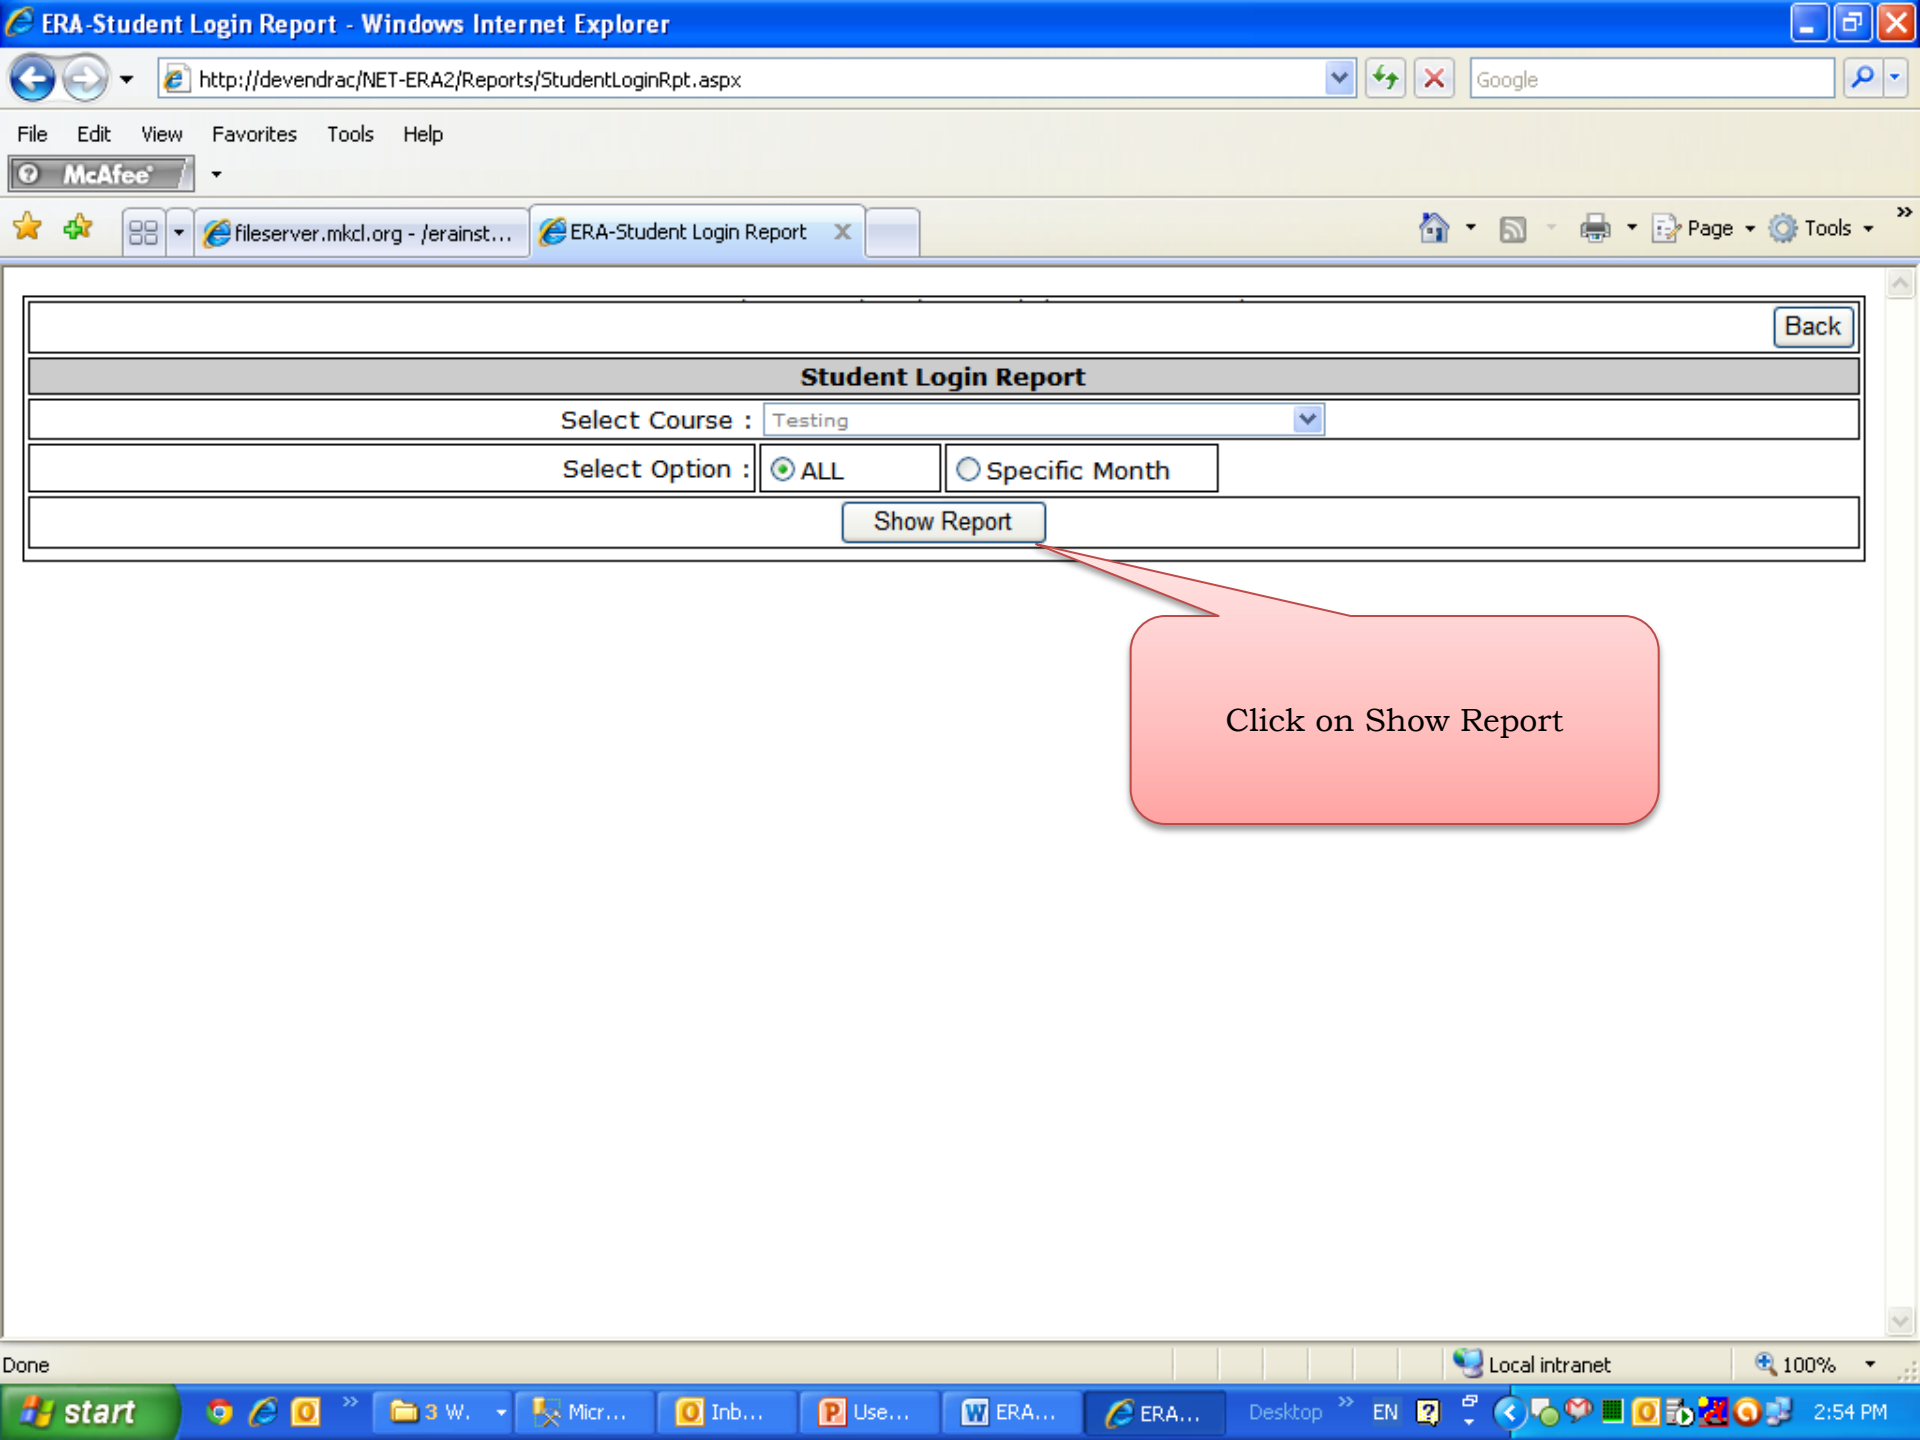 ERA-Student Login Report - Windows Internet Explorer
http://devendrac/NET-ERA2/Reports/StudentLoginRpt.aspx
Google
File Edit View Favorites Tools Help
McAfee
fileserver.mkcl.org - /erainst...
ERA-Student Login Report
Page
Tools
Back
Student Login Report
Select Course :
Testing
Select Option :
ALL
Specific Month
Show Report
Click on Show Report
Done
Local intranet
100%
start
3 W.
Micr...
Inb...
Use...
ERA...
ERA...
Desktop
EN
2:54 PM